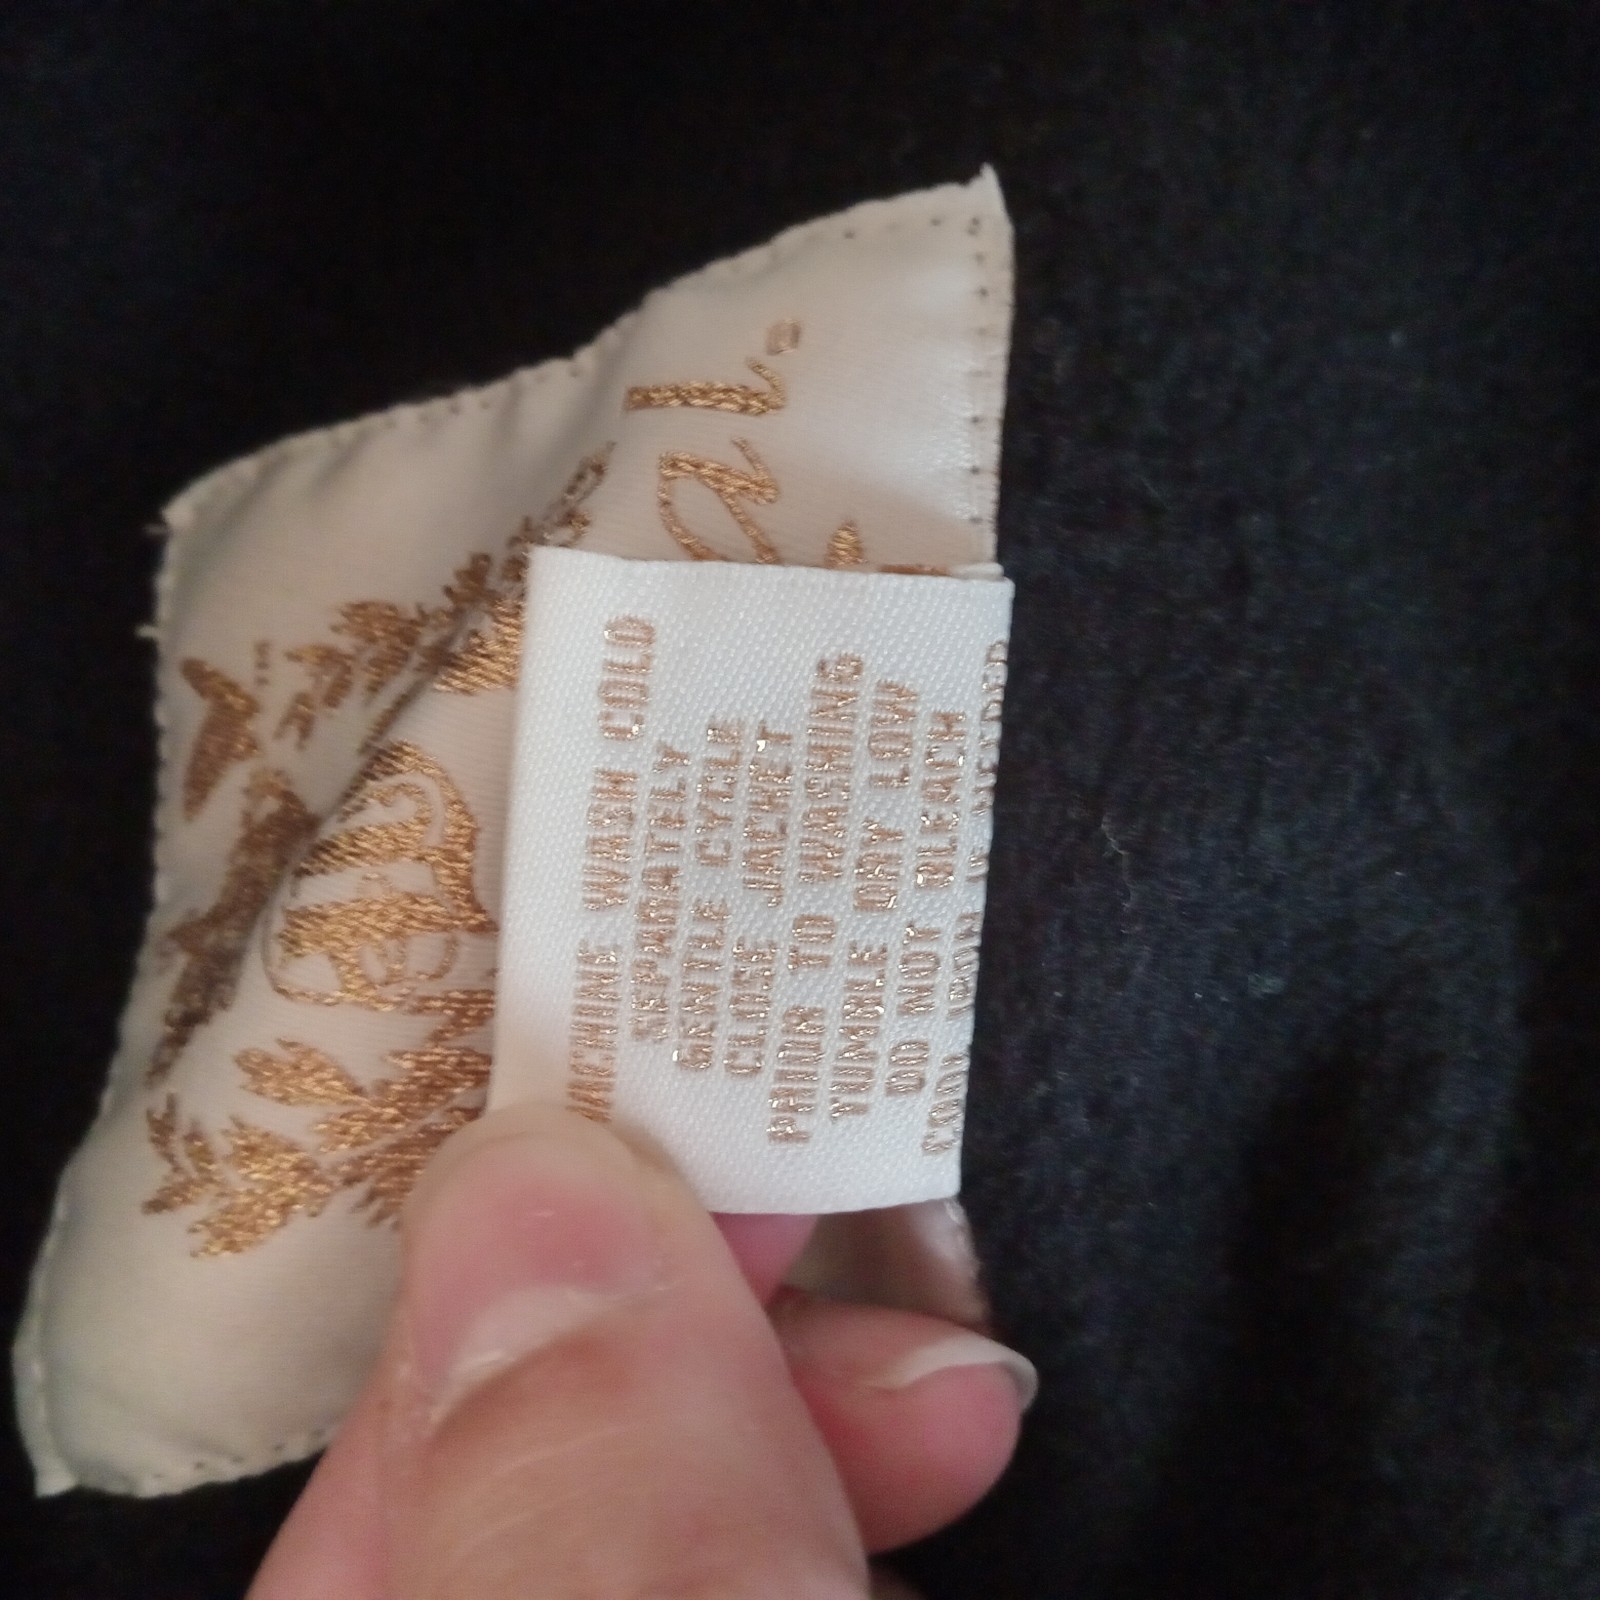 MACHINE WASH COLD
SEPARATELY
GENTLE CYCLE
CLOSE JACKET
PRIOR TO WASHING
TUMBLE DRY LOW
DO NOT BLEACH
COOL IRON IF NEEDED